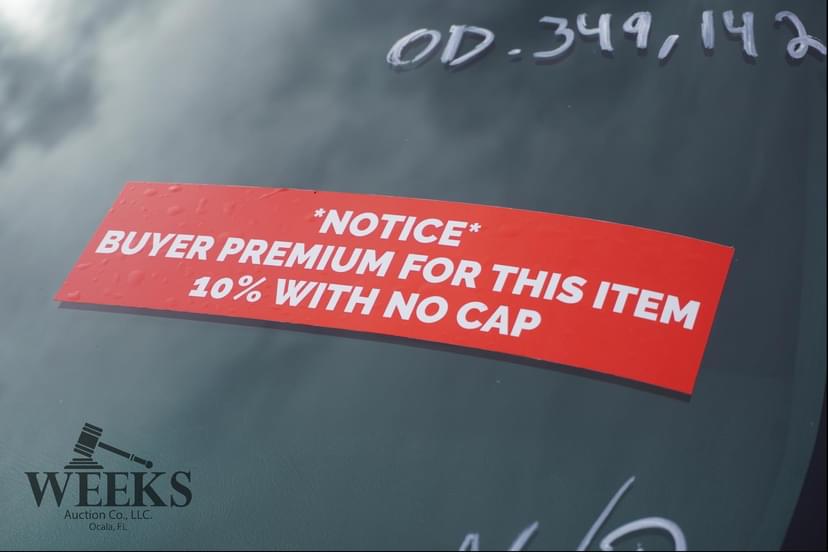 OD. 349,142
*NOTICE*
BUYER PREMIUM FOR THIS ITEM
10% WITH NO CAP
WEEKS
Auction Co., LLC.
Ocala, FL